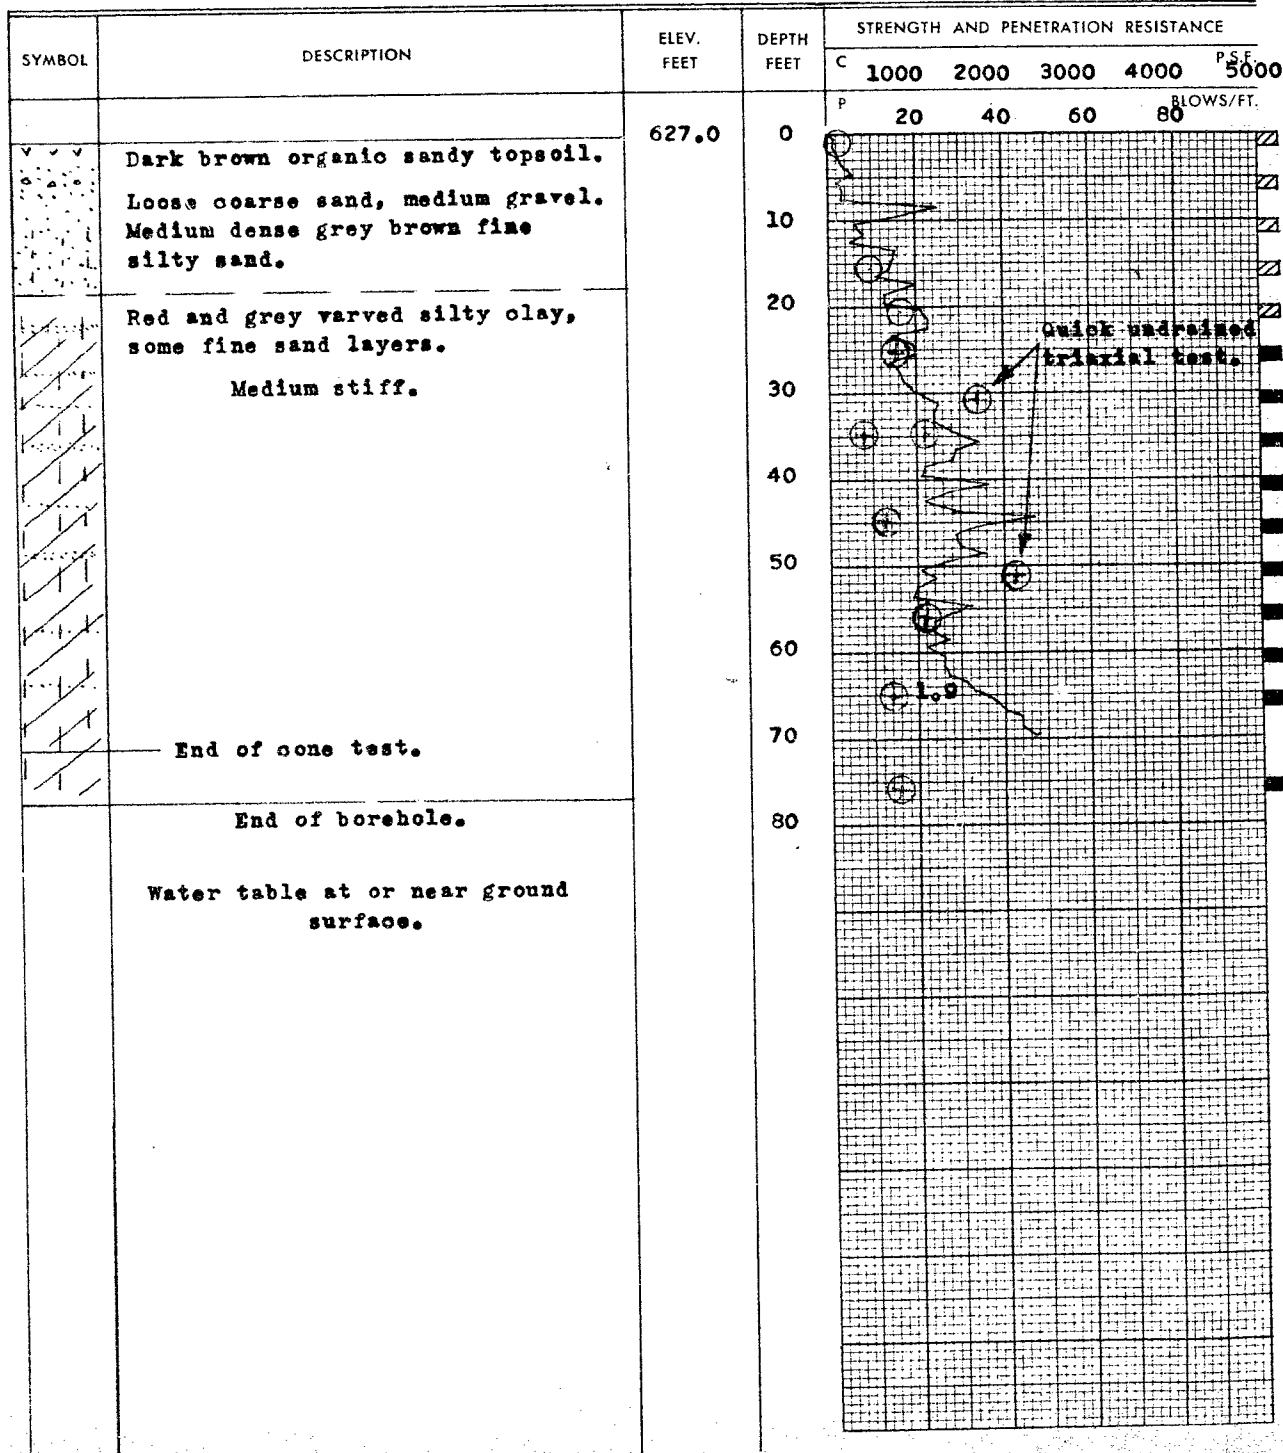 STRENGTH AND PENETRATION RESISTANCE
SYMBOL
DESCRIPTION
ELEV. FEET
DEPTH FEET
C 1000 2000 3000 4000 P.S.F. 5000
P 20 40 60 80 BLOWS/FT.
627.0 0
Dark brown organic sandy topsoil.
Loose coarse sand, medium gravel.
Medium dense grey brown fine
silty sand.
10
20
Red and grey varved silty clay,
some fine sand layers.
Medium stiff.
Quick undrained
triaxial test.
30
40
50
60
1.9
70
End of cone test.
80
End of borehole.
Water table at or near ground
surface.